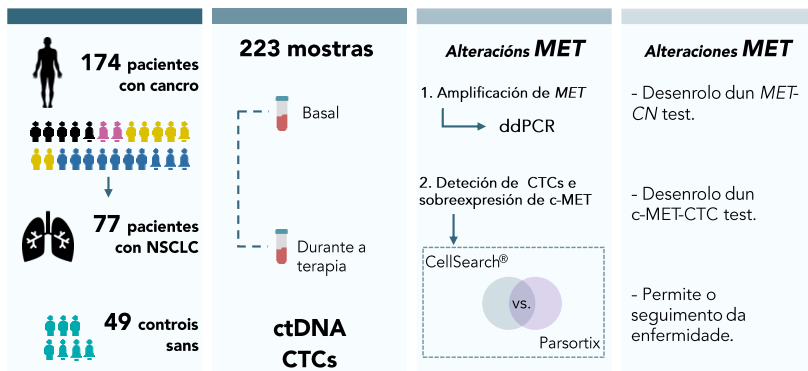 174 pacientes
con cancro
77 pacientes
con NSCLC
49 controis
sans
223 mostras
Basal
Durante a
terapia
ctDNA
CTCs
Alteracións MET
1. Amplificación de MET
ddPCR
2. Deteción de CTCs e
sobreexpresión de c-MET
CellSearch®
vs.
Parsortix
Alteraciones MET
- Desenrolo dun MET-
CN test.
- Desenrolo dun
c-MET-CTC test.
- Permite o
seguimento da
enfermidade.